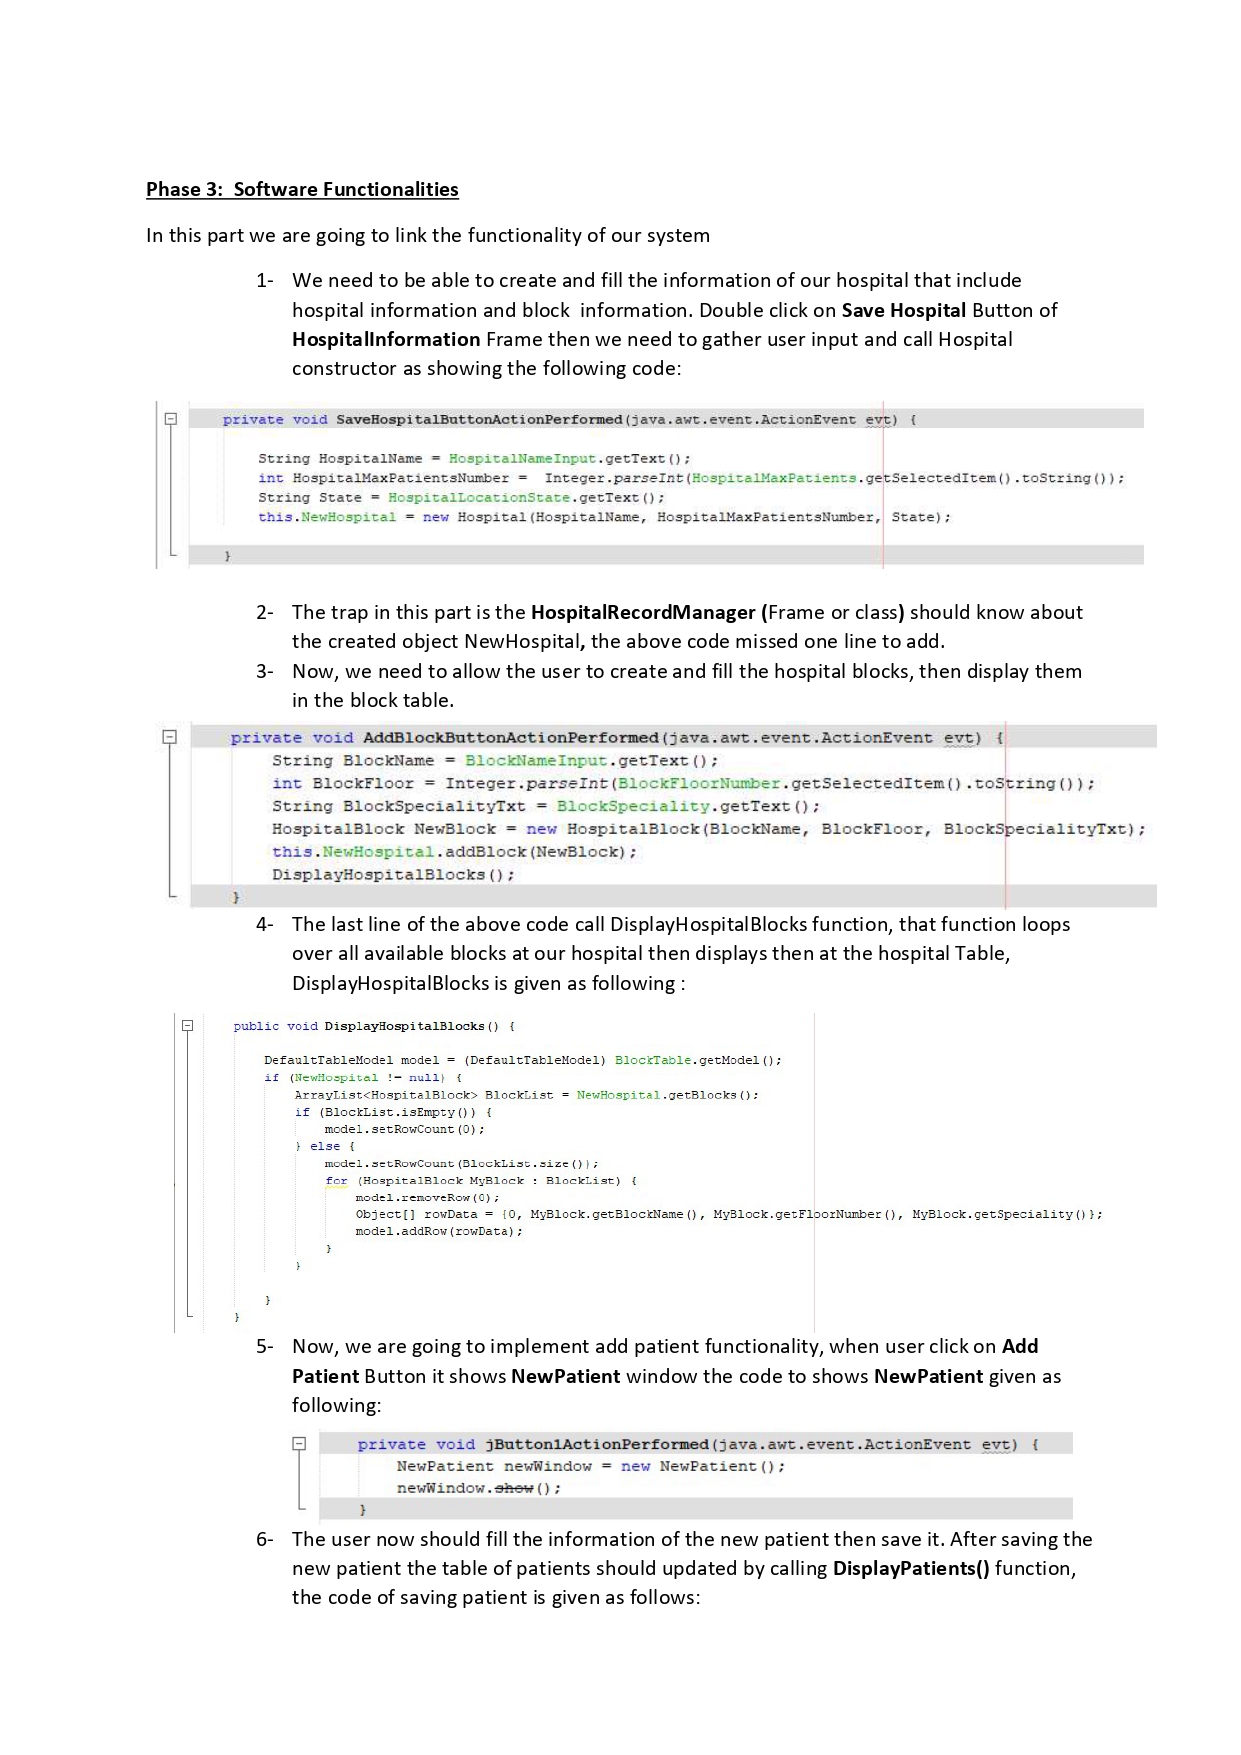 Phase 3:  Software Functionalities
In this part we are going to link the functionality of our system
1- We need to be able to create and fill the information of our hospital that include
hospital information and block  information. Double click on Save Hospital Button of
HospitalInformation Frame then we need to gather user input and call Hospital
constructor as showing the following code:
private void SaveHospitalButtonActionPerformed(java.awt.event.ActionEvent evt) {
String HospitalName = HospitalNameInput.getText();
int HospitalMaxPatientsNumber =  Integer.parseInt(HospitalMaxPatients.getSelectedItem().toString());
String State = HospitalLocationState.getText();
this.NewHospital = new Hospital(HospitalName, HospitalMaxPatientsNumber, State);
}
2- The trap in this part is the HospitalRecordManager (Frame or class) should know about
the created object NewHospital, the above code missed one line to add.
3- Now, we need to allow the user to create and fill the hospital blocks, then display them
in the block table.
private void AddBlockButtonActionPerformed(java.awt.event.ActionEvent evt) {
String BlockName = BlockNameInput.getText();
int BlockFloor = Integer.parseInt(BlockFloorNumber.getSelectedItem().toString());
String BlockSpecialityTxt = BlockSpeciality.getText();
HospitalBlock NewBlock = new HospitalBlock(BlockName, BlockFloor, BlockSpecialityTxt);
this.NewHospital.addBlock(NewBlock);
DisplayHospitalBlocks();
}
4- The last line of the above code call DisplayHospitalBlocks function, that function loops
over all available blocks at our hospital then displays then at the hospital Table,
DisplayHospitalBlocks is given as following :
public void DisplayHospitalBlocks() {
DefaultTableModel model = (DefaultTableModel) BlockTable.getModel();
if (NewHospital != null) {
ArrayList<HospitalBlock> BlockList = NewHospital.getBlocks();
if (BlockList.isEmpty()) {
model.setRowCount(0);
} else {
model.setRowCount(BlockList.size());
for (HospitalBlock MyBlock : BlockList) {
model.removeRow(0);
Object[] rowData = {0, MyBlock.getBlockName(), MyBlock.getFloorNumber(), MyBlock.getSpeciality()};
model.addRow(rowData);
}
}
}
}
5- Now, we are going to implement add patient functionality, when user click on Add
Patient Button it shows NewPatient window the code to shows NewPatient given as
following:
private void jButton1ActionPerformed(java.awt.event.ActionEvent evt) {
NewPatient newWindow = new NewPatient();
newWindow.show();
}
6- The user now should fill the information of the new patient then save it. After saving the
new patient the table of patients should updated by calling DisplayPatients() function,
the code of saving patient is given as follows: